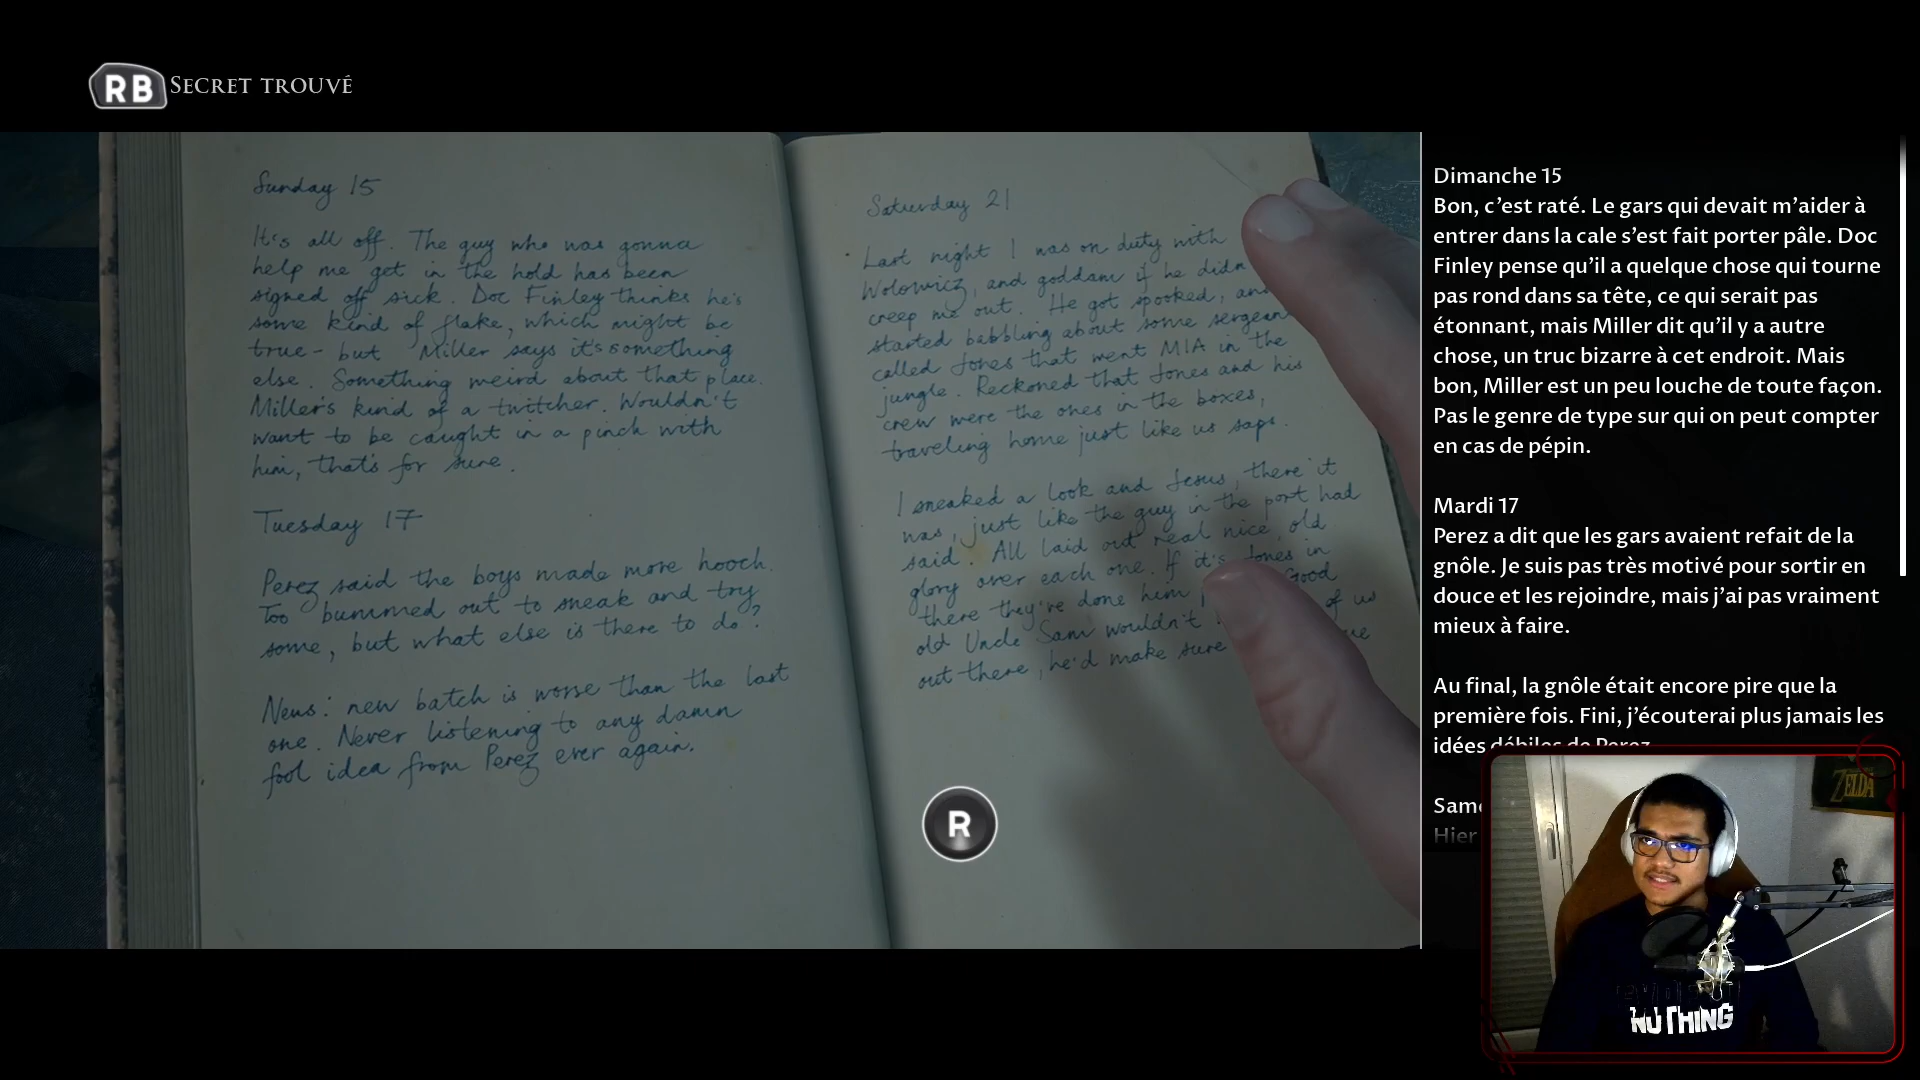 RB SECRET TROUVÉ
Sunday 15
It's all off. The guy who was gonna
help me get in the hold has been
signed off sick. Doc Finley thinks he's
some kind of flake, which might be
true - but Miller says it's something
else. Something weird about that place.
Miller's kind of a twitcher. Wouldn't
want to be caught in a pinch with
him, that's for sure.
Tuesday 17
Perez said the boys made more hooch.
Too bummed out to sneak and try
some, but what else is there to do?
News: new batch is worse than the last
one. Never listening to any damn
fool idea from Perez ever again.
Saturday 21
Last night I was on duty with
Wolowicz, and goddam if he didn
creep me out. He got spooked, and
started babbling about some sergean
called Jones that went MIA in the
jungle. Reckoned that Jones and his
crew were the ones in the boxes,
traveling home just like us saps.
I sneaked a look and Jesus, there it
was, just like the guy in the port had
said. All laid out real nice, old
glory over each one. If it's Jones in
there they're done him Good
old Uncle Sam wouldn't of us
out there, he'd make sure
R
Dimanche 15
Bon, c'est raté. Le gars qui devait m'aider à
entrer dans la cale s'est fait porter pâle. Doc
Finley pense qu'il a quelque chose qui tourne
pas rond dans sa tête, ce qui serait pas
étonnant, mais Miller dit qu'il y a autre
chose, un truc bizarre à cet endroit. Mais
bon, Miller est un peu louche de toute façon.
Pas le genre de type sur qui on peut compter
en cas de pépin.
Mardi 17
Perez a dit que les gars avaient refait de la
gnôle. Je suis pas très motivé pour sortir en
douce et les rejoindre, mais j'ai pas vraiment
mieux à faire.
Au final, la gnôle était encore pire que la
première fois. Fini, j'écouterai plus jamais les
idées débiles de Perez
Same
Hier
ZELDA
NOTHING